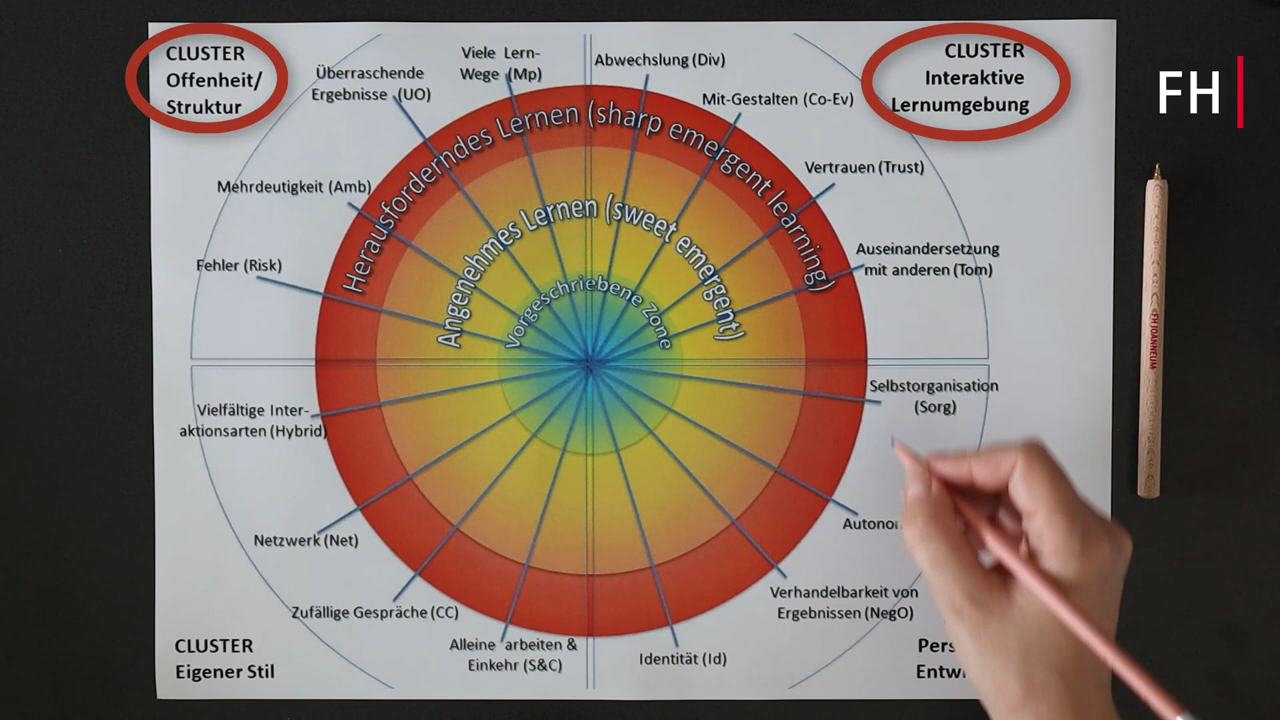 CLUSTER
Offenheit/
Struktur
Überraschende
Ergebnisse (UO)
Viele Lern-
Wege (Mp)
Abwechslung (Div)
Mit-Gestalten (Co-Ev)
CLUSTER
Interaktive
Lernumgebung
FH
Mehrdeutigkeit (Amb)
Fehler (Risk)
Vertrauen (Trust)
Auseinandersetzung
mit anderen (Tom)
Herausforderndes Lernen (sharp emergent learning)
Angenehmes Lernen (sweet emergent)
Vorgeschriebene Zone
FH JOANNEUM
Selbstorganisation
(Sorg)
Vielfältige Inter-
aktionsarten (Hybrid)
Netzwerk (Net)
Zufällige Gespräche (CC)
Alleine arbeiten &
Einkehr (S&C)
Identität (Id)
Verhandelbarkeit von
Ergebnissen (NegO)
CLUSTER
Eigener Stil